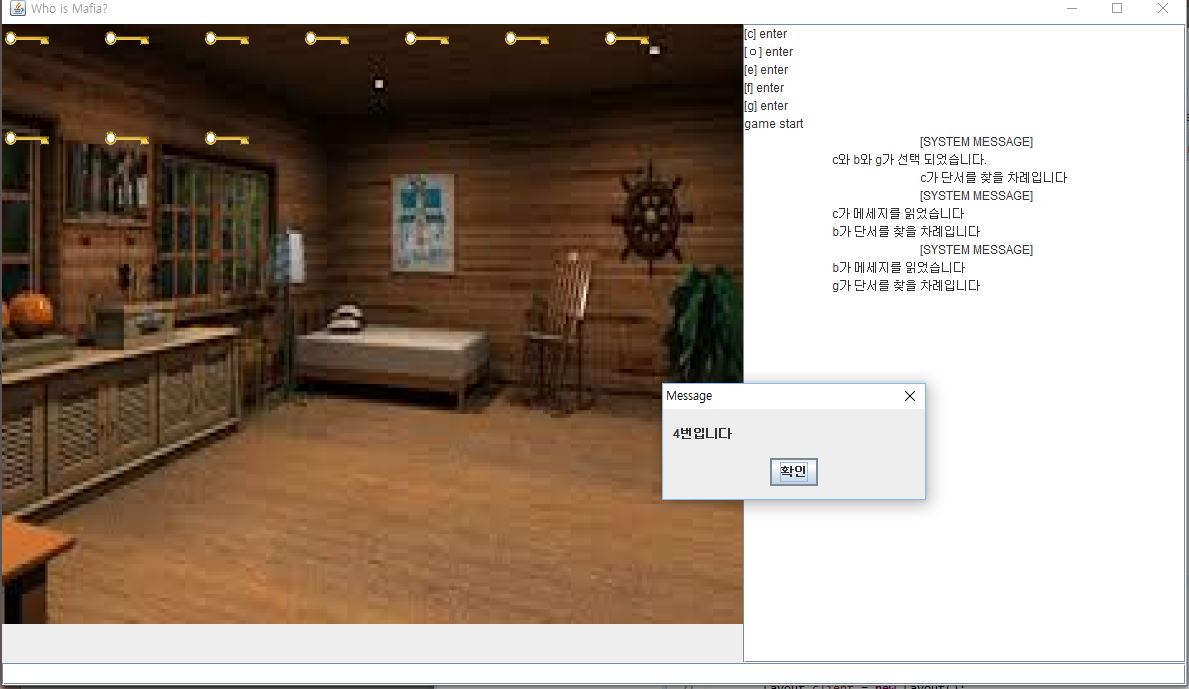 Who is Mafia?
[c] enter
[ㅇ] enter
[e] enter
[f] enter
[g] enter
game start
[SYSTEM MESSAGE]
c와 b와 g가 선택 되었습니다.
c가 단서를 찾을 차례입니다
[SYSTEM MESSAGE]
c가 메세지를 읽었습니다
b가 단서를 찾을 차례입니다
[SYSTEM MESSAGE]
b가 메세지를 읽었습니다
g가 단서를 찾을 차례입니다
Message
4번입니다
확인
Layout client = new Layout();